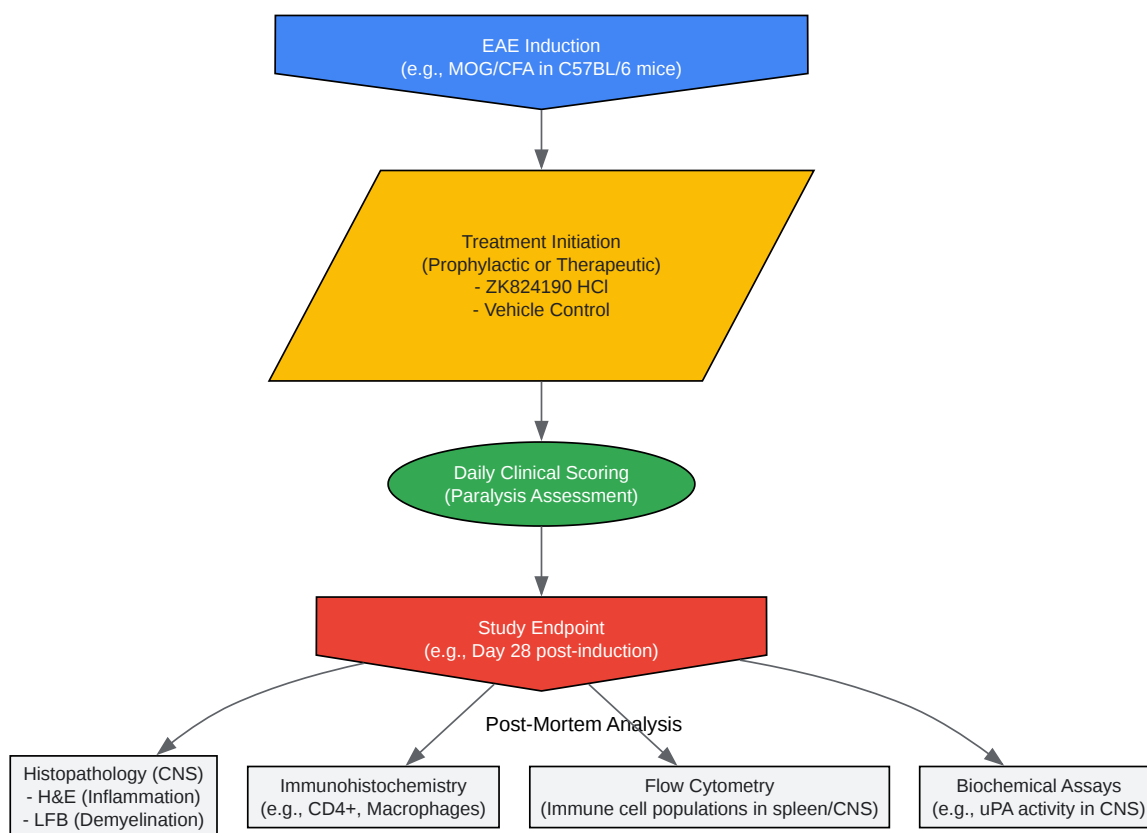 EAE Induction
(e.g., MOG/CFA in C57BL/6 mice)
Treatment Initiation
(Prophylactic or Therapeutic)
- ZK824190 HCl
- Vehicle Control
Daily Clinical Scoring
(Paralysis Assessment)
Study Endpoint
(e.g., Day 28 post-induction)
Post-Mortem Analysis
Histopathology (CNS)
- H&E (Inflammation)
- LFB (Demyelination)
Immunohistochemistry
(e.g., CD4+, Macrophages)
Flow Cytometry
(Immune cell populations in spleen/CNS)
Biochemical Assays
(e.g., uPA activity in CNS)